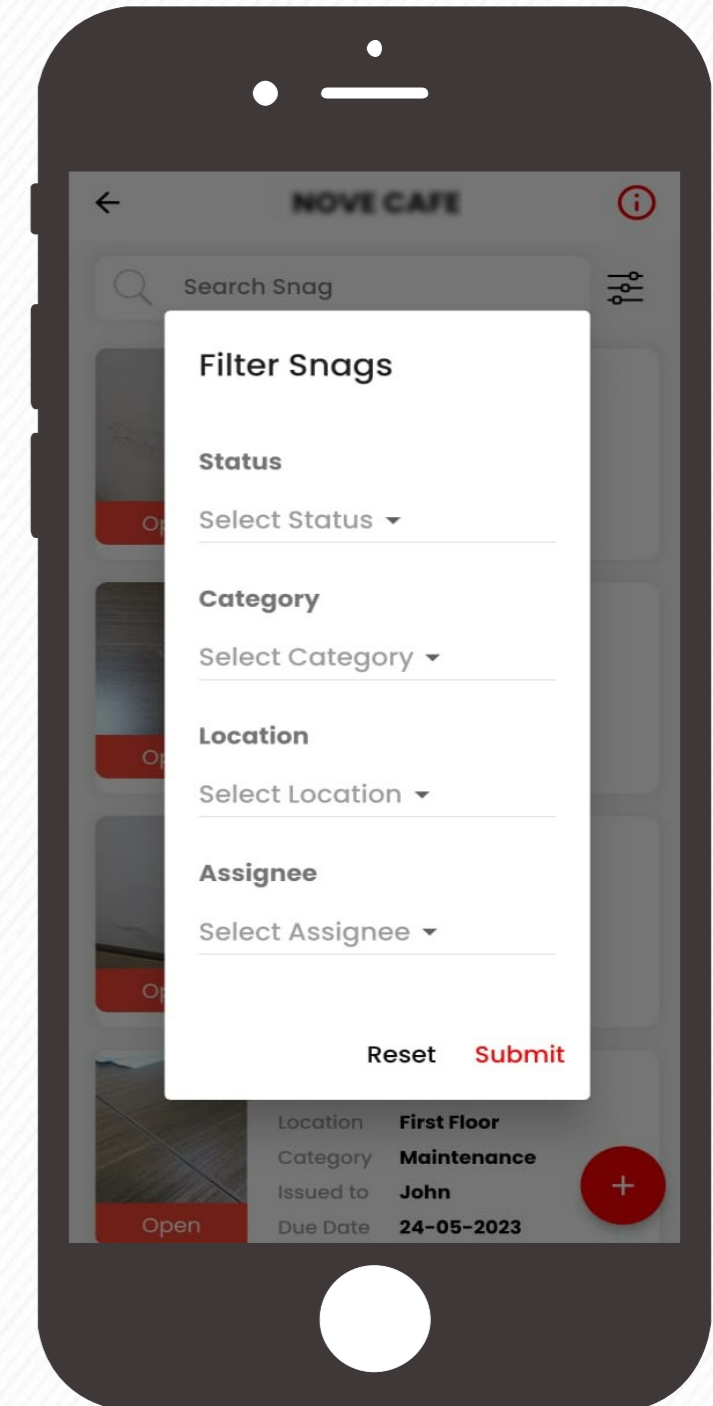 NOVE CAFE
Search Snag
Filter Snags
Status
Select Status
Category
Select Category
Location
Select Location
Assignee
Select Assignee
Reset Submit
Location First Floor
Category Maintenance
Issued to John
Open Due Date 24-05-2023
+